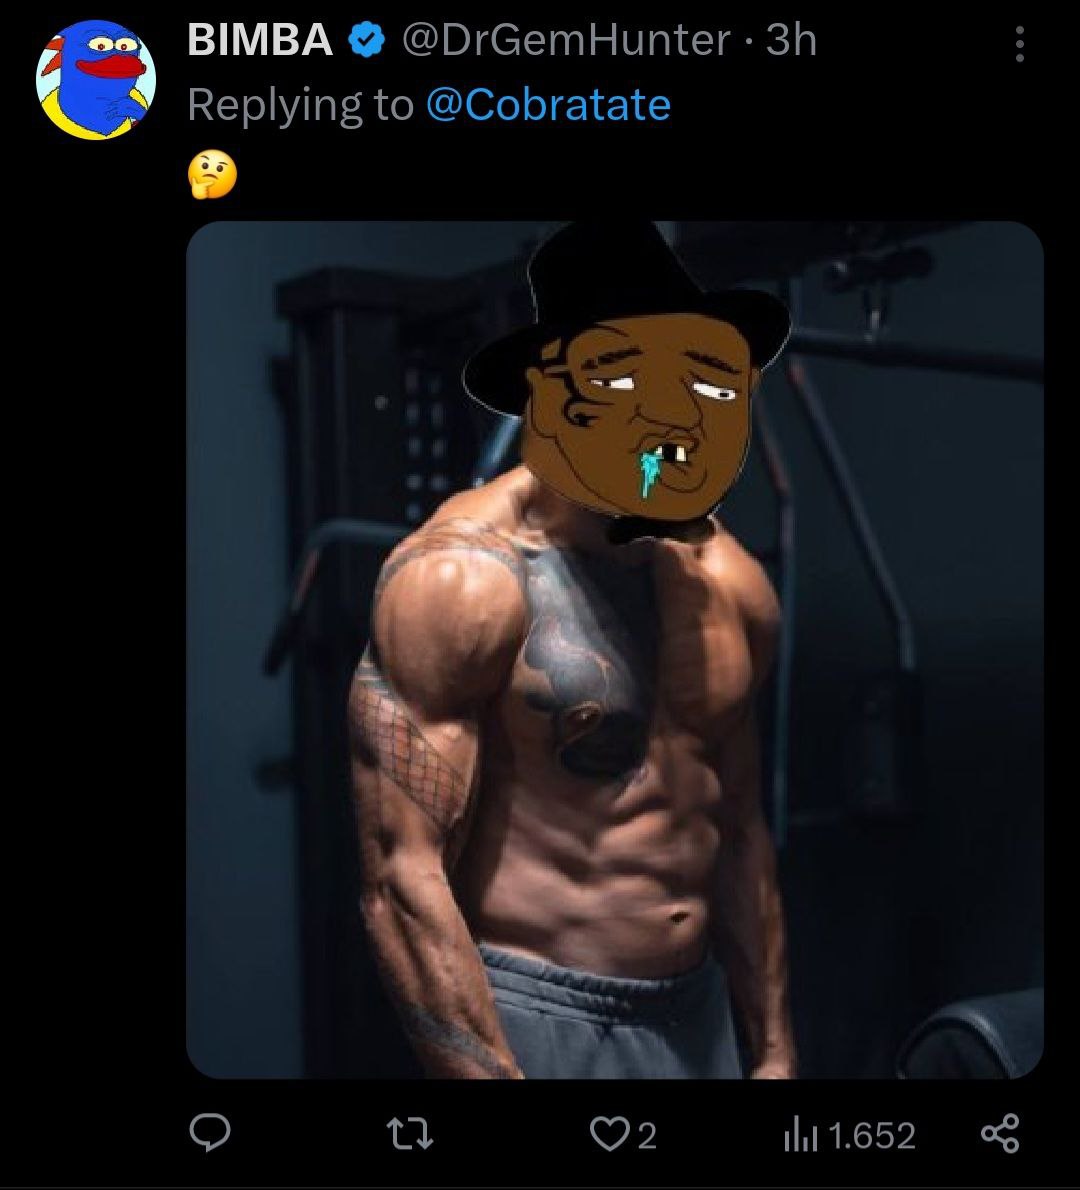 BIMBA @DrGemHunter · 3h
Replying to @Cobratate
🤔
2 1.652